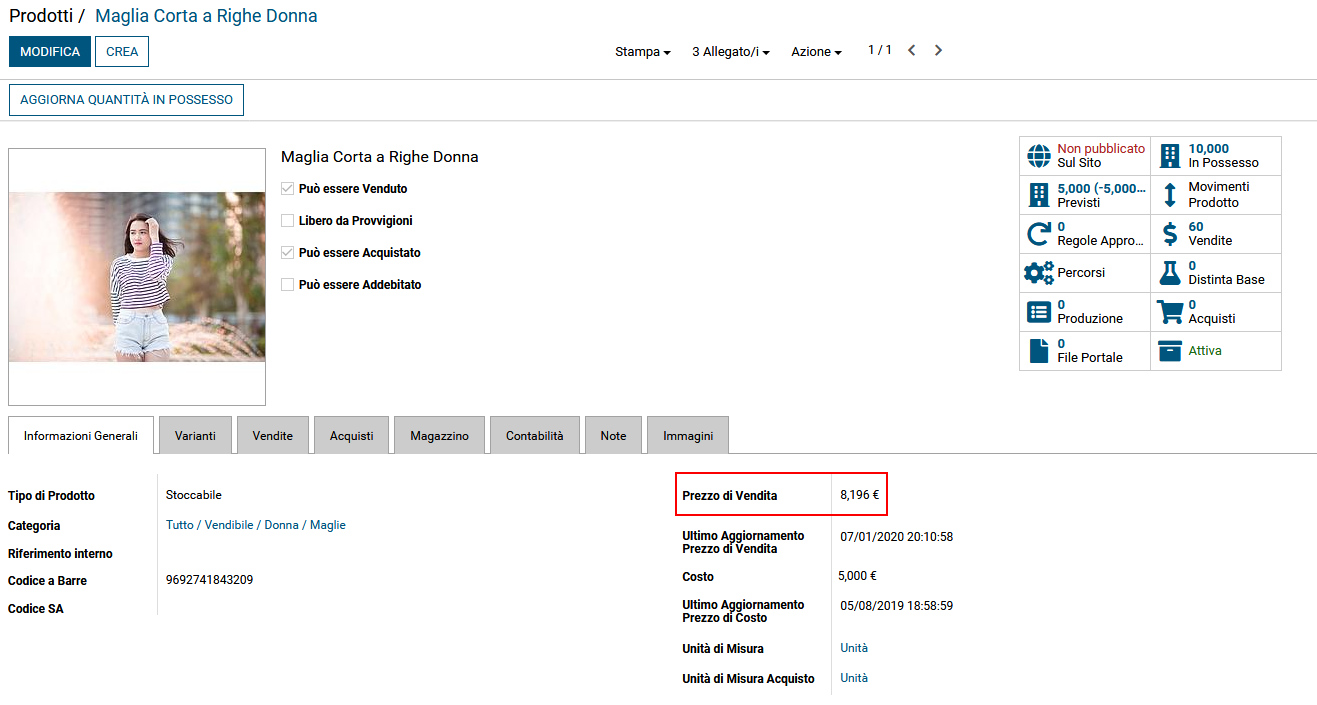 Prodotti / Maglia Corta a Righe Donna
MODIFICA CREA Stampa 3 Allegato/i Azione 1 / 1
AGGIORNA QUANTITÀ IN POSSESSO
Maglia Corta a Righe Donna
Può essere Venduto
Libero da Provvigioni
Può essere Acquistato
Può essere Addebitato
Non pubblicato
Sul Sito
10,000
In Possesso
5,000 (-5,000...
Previsti
Movimenti
Prodotto
0
Regole Appro...
60
Vendite
Percorsi
0
Distinta Base
0
Produzione
0
Acquisti
0
File Portale
Attiva
Informazioni Generali Varianti Vendite Acquisti Magazzino Contabilità Note Immagini
Tipo di Prodotto Stoccabile
Categoria Tutto / Vendibile / Donna / Maglie
Riferimento interno
Codice a Barre 9692741843209
Codice SA
Prezzo di Vendita 8,196 €
Ultimo Aggiornamento
Prezzo di Vendita 07/01/2020 20:10:58
Costo 5,000 €
Ultimo Aggiornamento
Prezzo di Costo 05/08/2019 18:58:59
Unità di Misura Unità
Unità di Misura Acquisto Unità